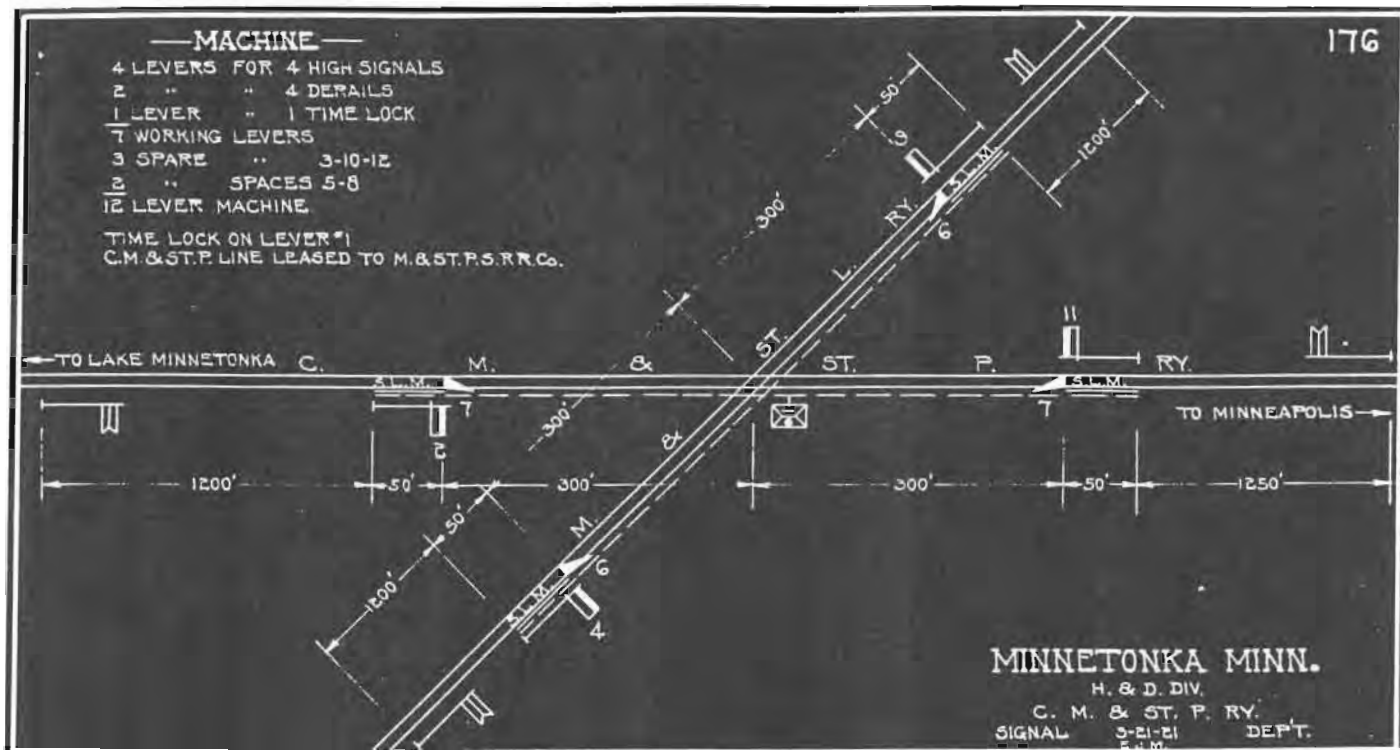 176
MACHINE
4 LEVERS FOR 4 HIGH SIGNALS
2 " " 4 DERAILS
1 LEVER " 1 TIME LOCK
7 WORKING LEVERS
3 SPARE " 3-10-12
2 " SPACES 5-8
12 LEVER MACHINE
TIME LOCK ON LEVER #1
C.M. & ST.P. LINE LEASED TO M. & ST.P.S.R.R.Co.
50'
9
S.L.M.
1200'
300'
RY.
6
L.
ST.
11
TO LAKE MINNETONKA C. M. & ST. P. RY.
S.L.M.
S.L.M.
7
7
2
300'
&
TO MINNEAPOLIS
1200'
50'
300'
300'
50'
1250'
50'
M.
6
1200'
S.L.M.
4
MINNETONKA MINN.
H. & D. DIV.
C. M. & ST. P. RY.
SIGNAL 3-21-21 DEP'T.